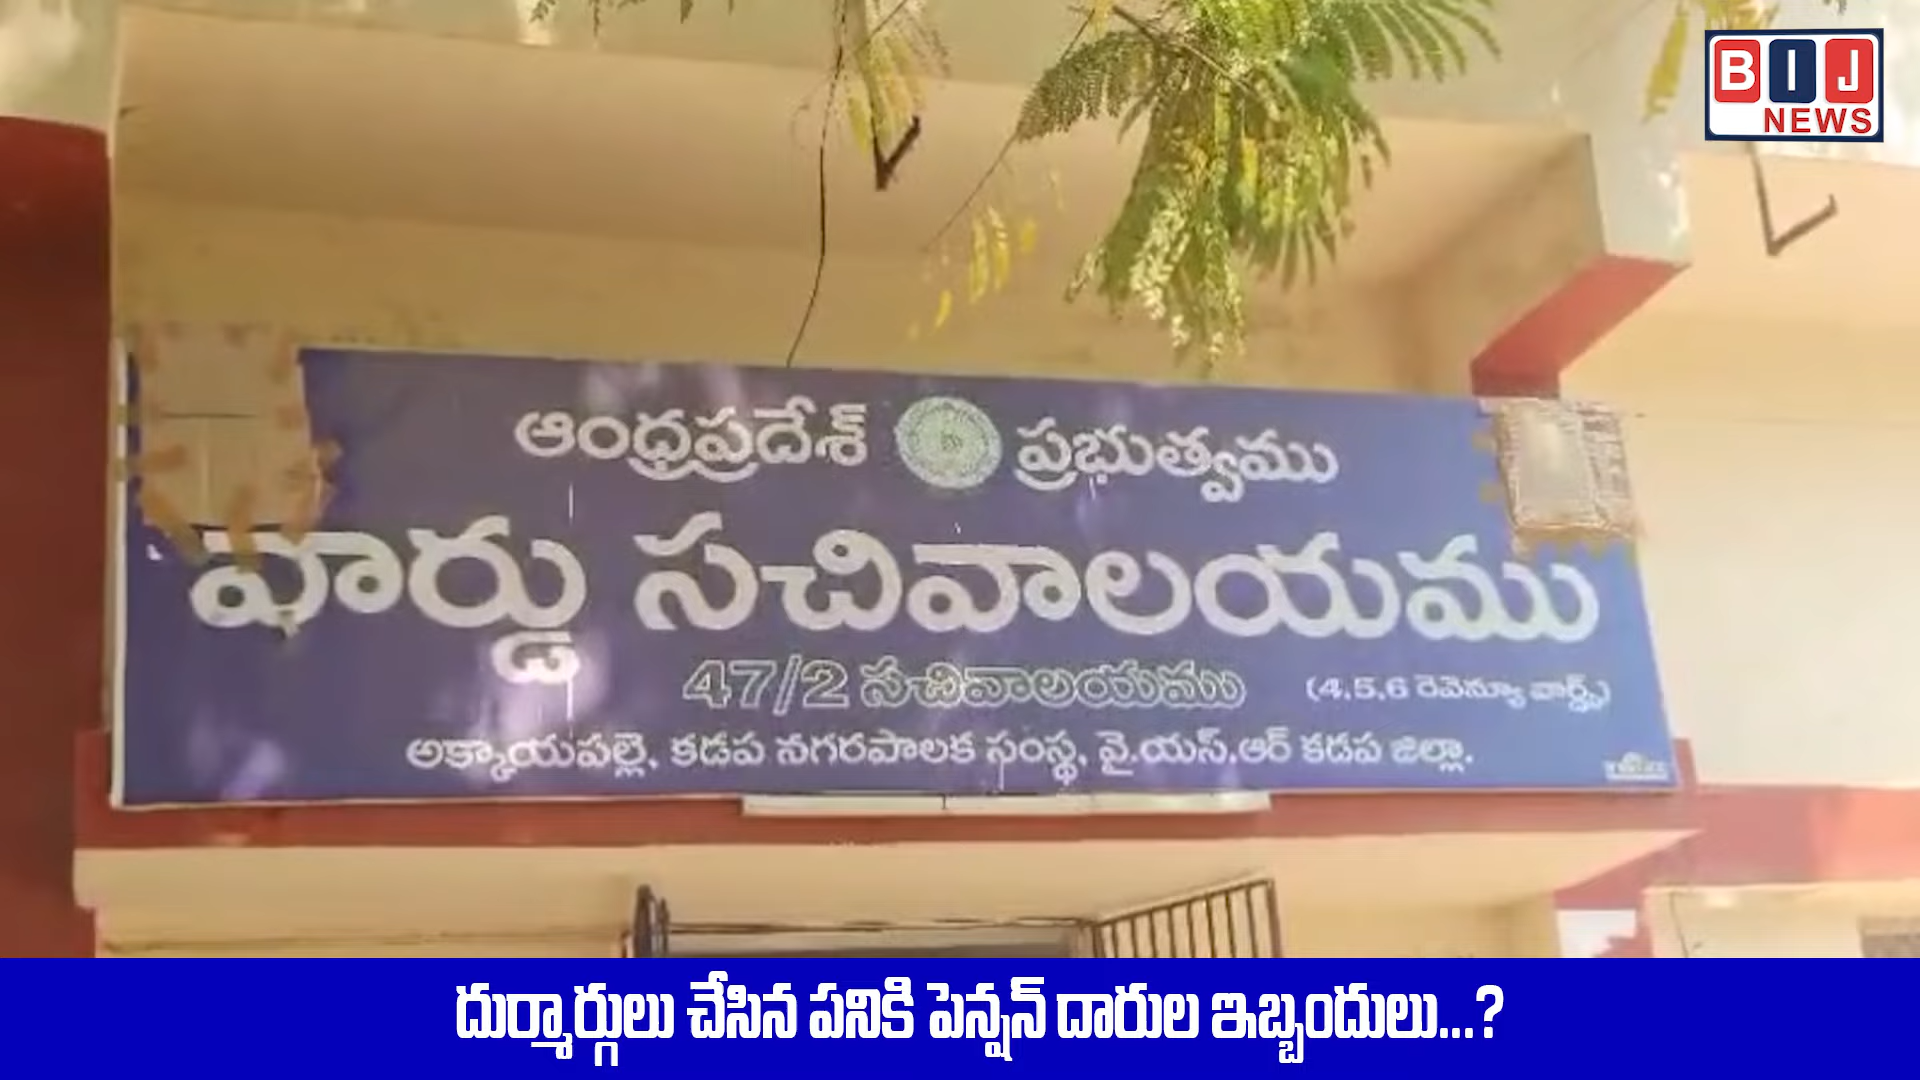 BIJ
NEWS
ఆంధ్రప్రదేశ్ ప్రభుత్వము
వార్డు సచివాలయము
47/2 సచివాలయము (4,5,6 రెవెన్యూ వార్డ్స్)
అక్కాయపల్లె, కడప నగరపాలక సంస్థ, వై.యస్.ఆర్ కడప జిల్లా.
దుర్మార్గులు చేసిన పనికి పెన్షన్ దారుల ఇబ్బందులు...?